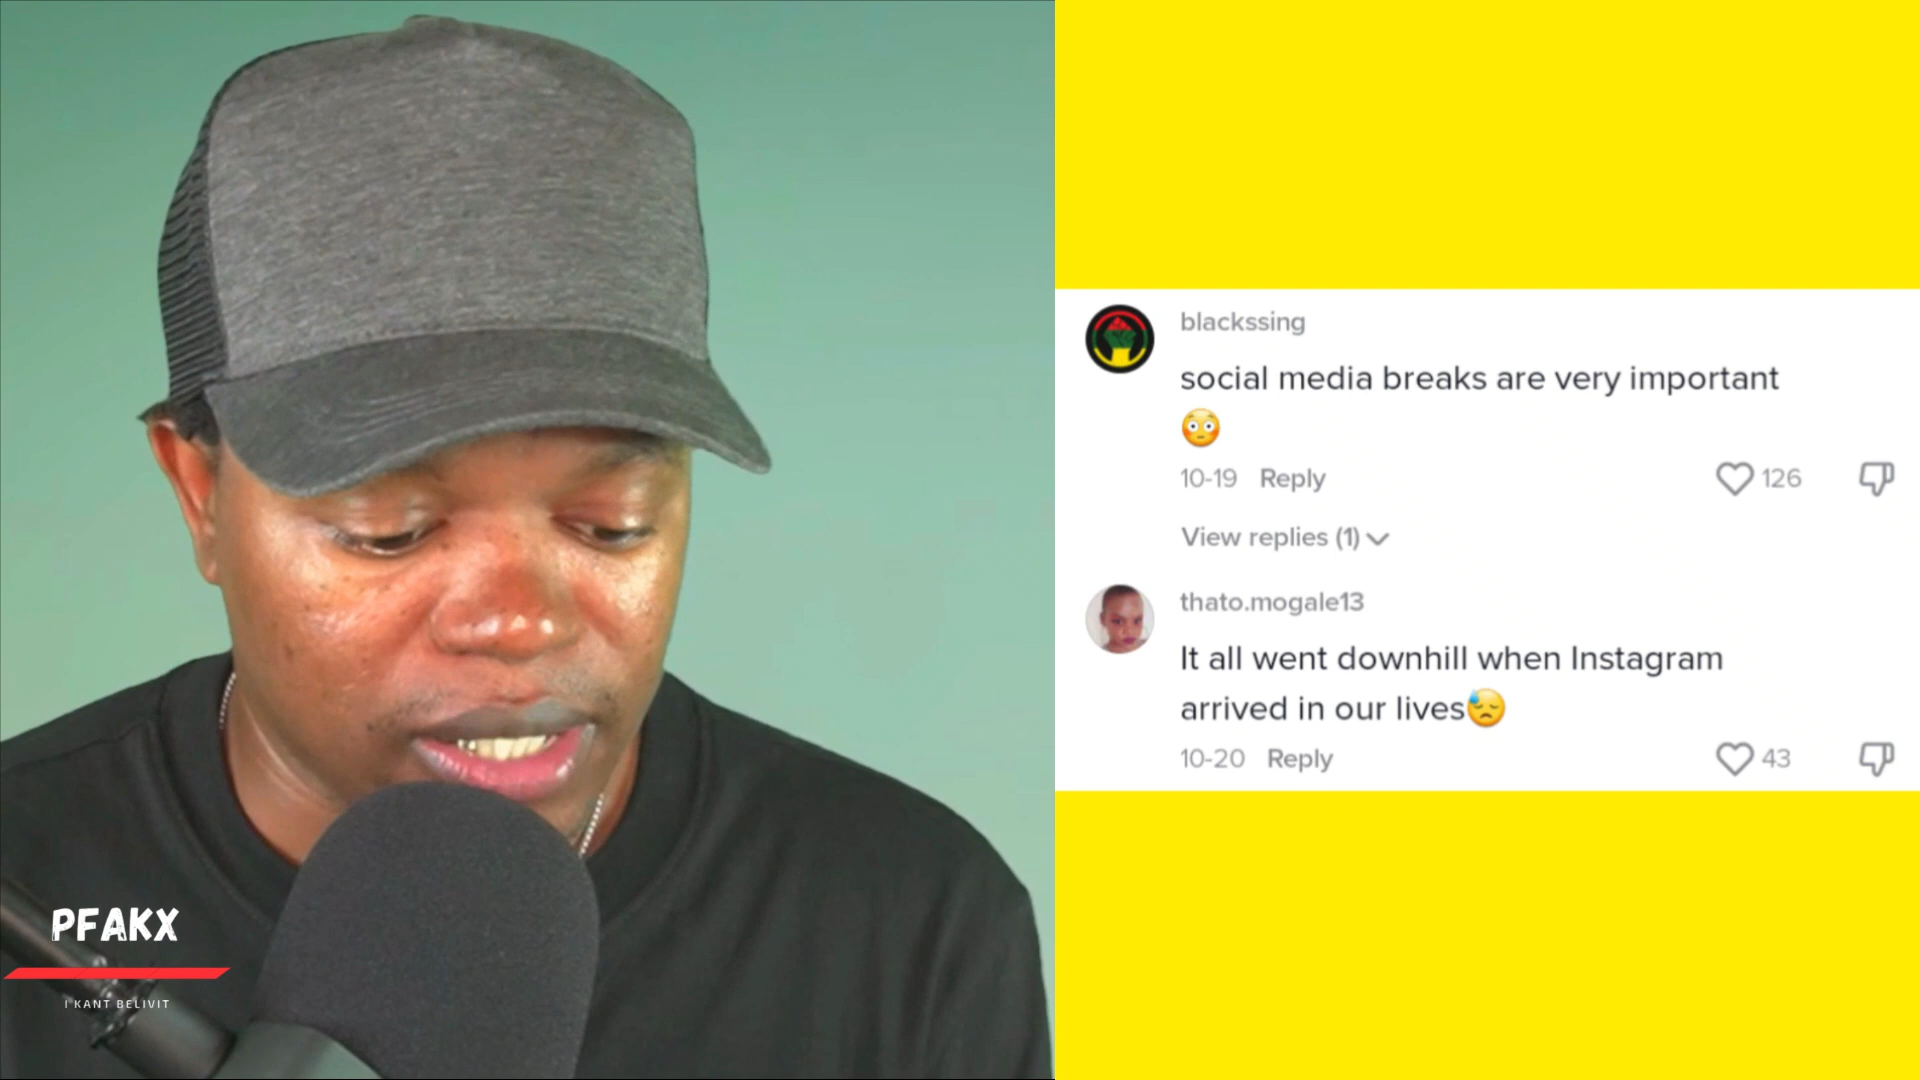 PFAKX
I KANT BELIVIT
blackssing
social media breaks are very important
😳
10-19 Reply 126
View replies (1)
thato.mogale13
It all went downhill when Instagram
arrived in our lives😓
10-20 Reply 43